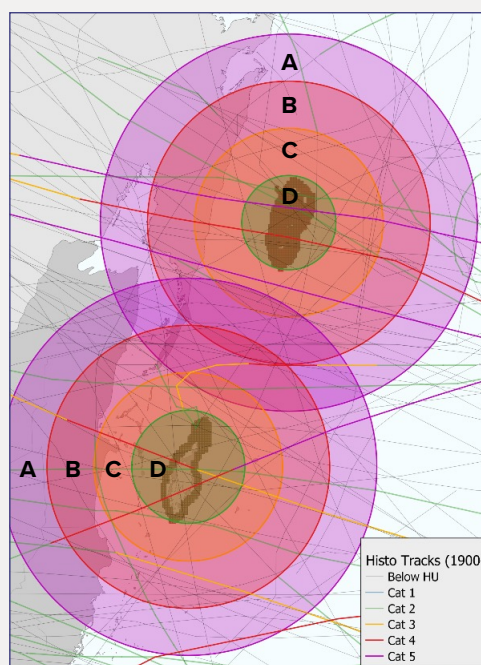 A
B
C
D
A B C D
Histo Tracks (1900
Below HU
Cat 1
Cat 2
Cat 3
Cat 4
Cat 5